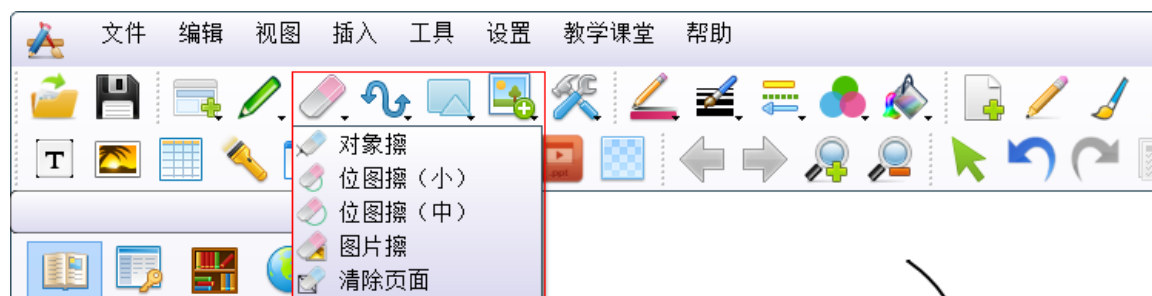 文件 编辑 视图 插入 工具 设置 教学课堂 帮助
T
.ppt
对象擦
位图擦（小）
位图擦（中）
图片擦
清除页面